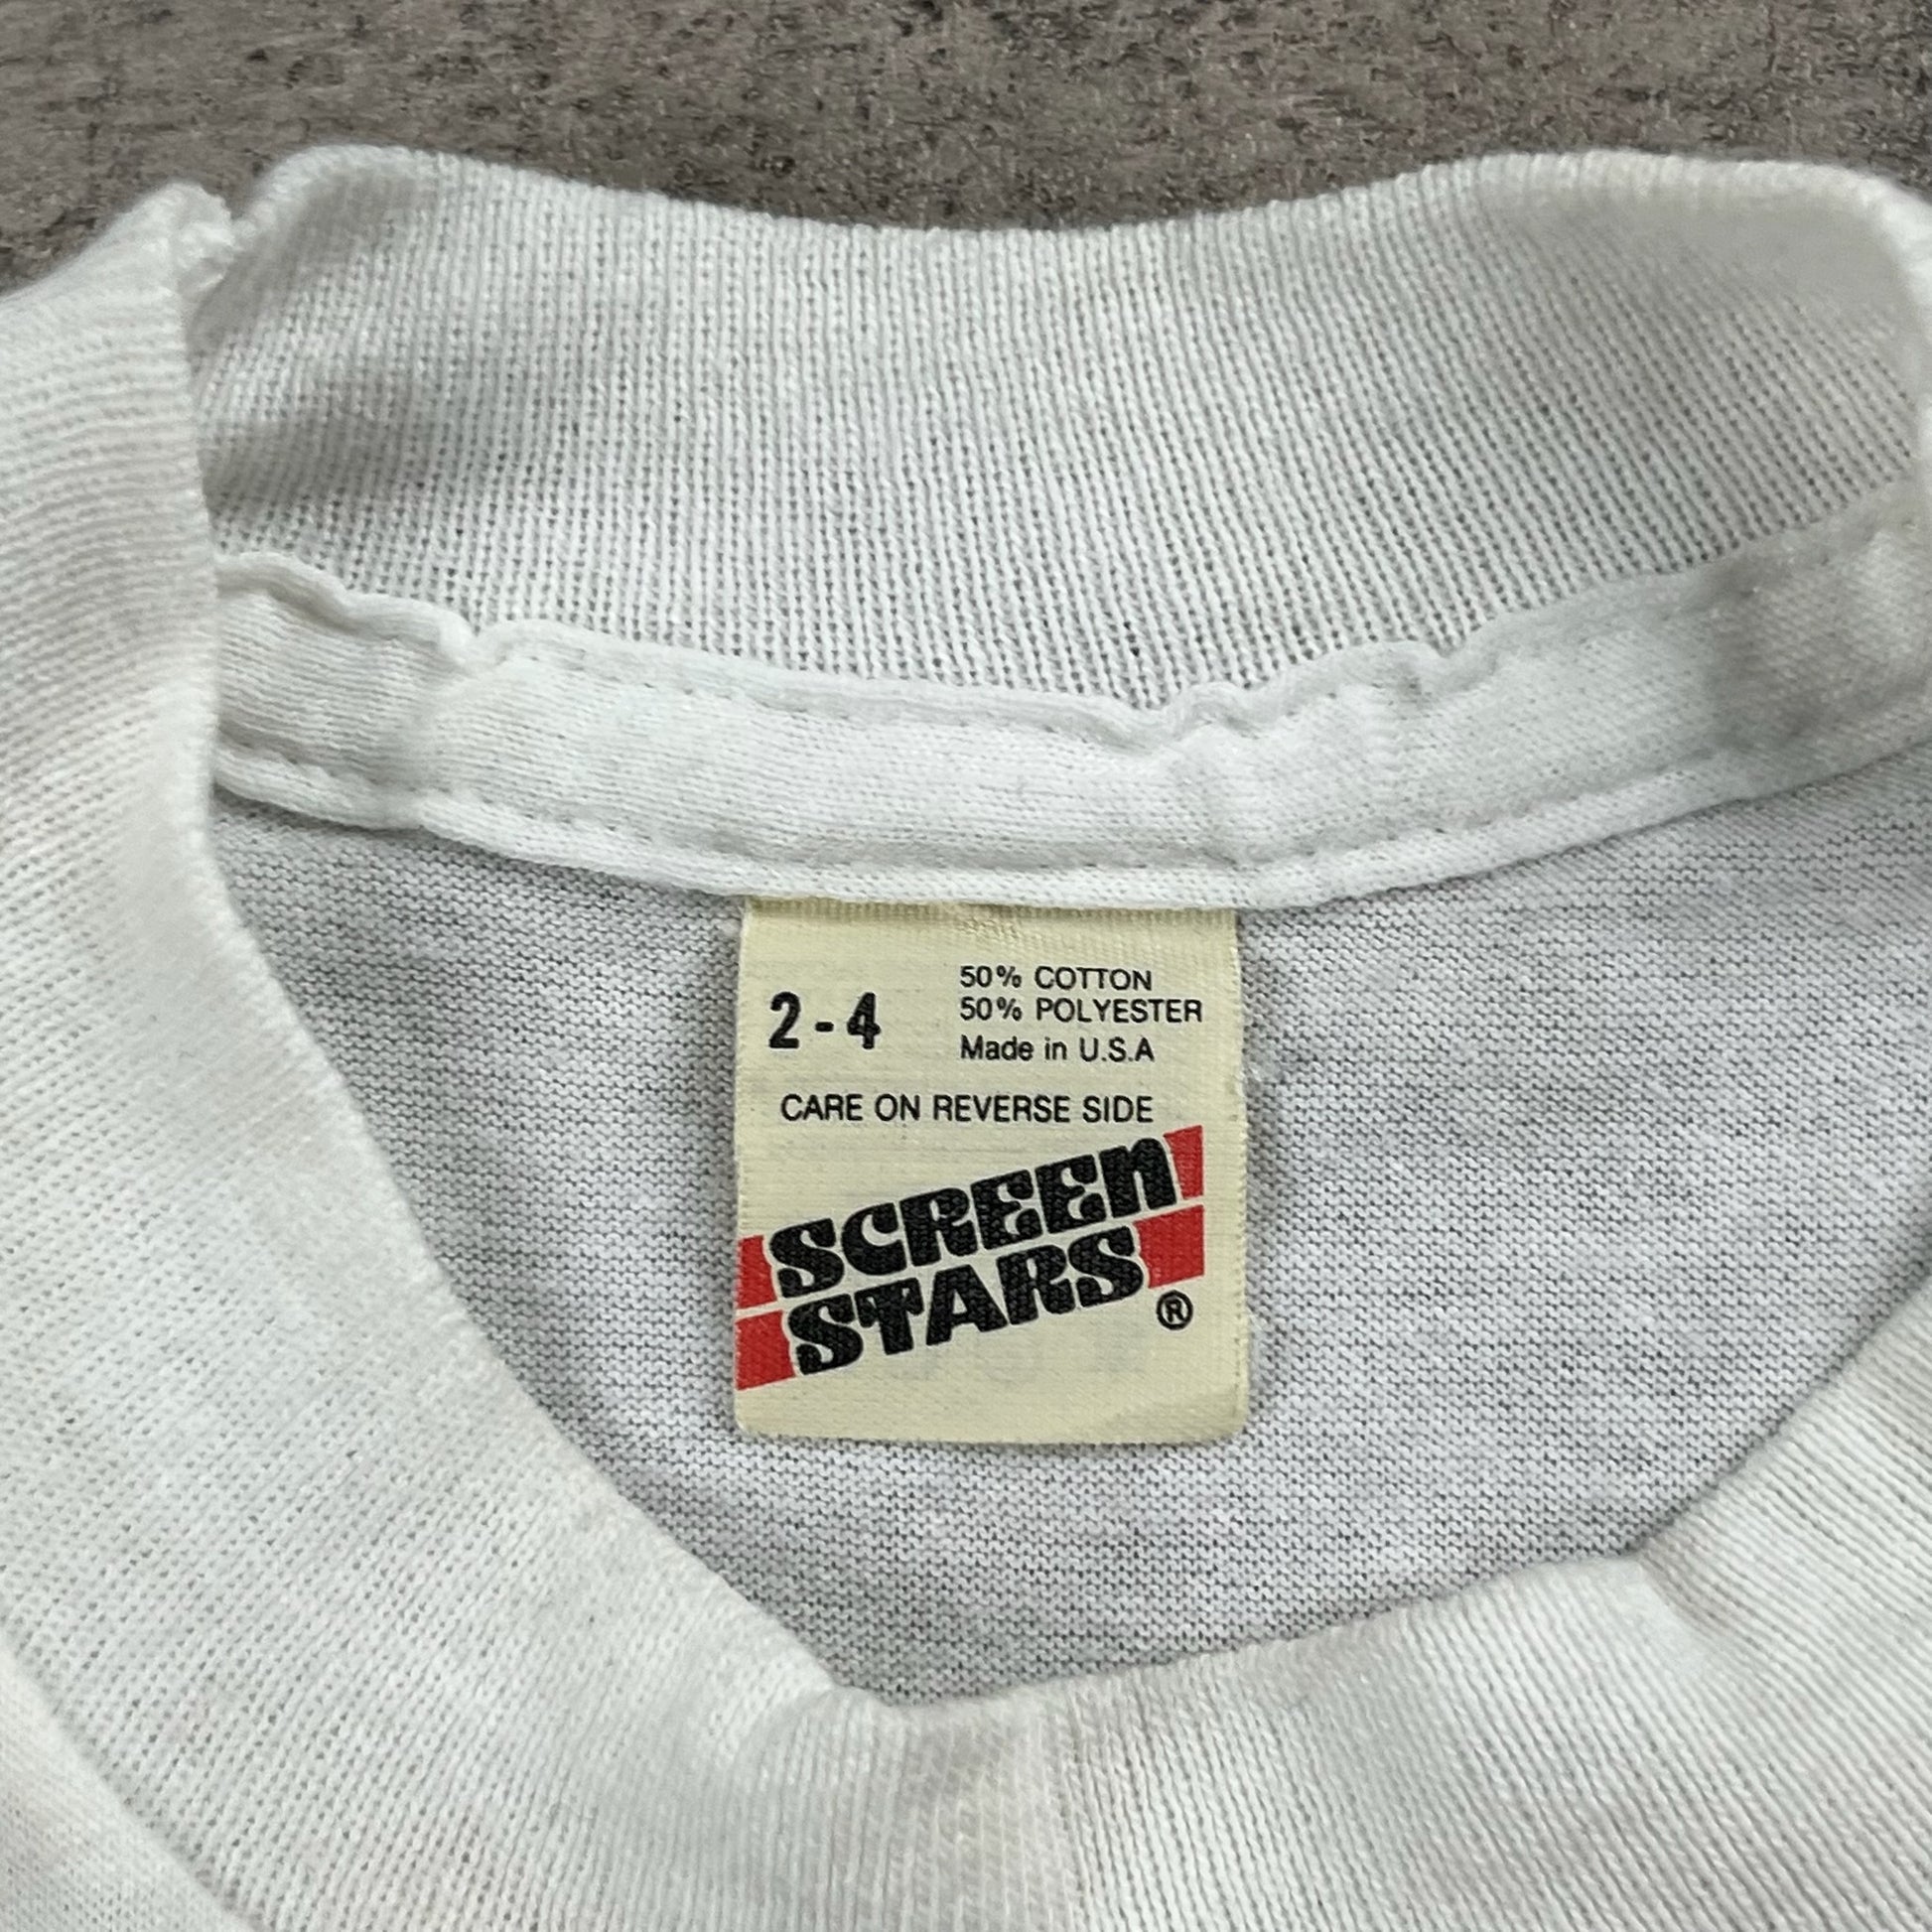 2-4
50% COTTON
50% POLYESTER
Made in U.S.A
CARE ON REVERSE SIDE
SCREEN
STARS®